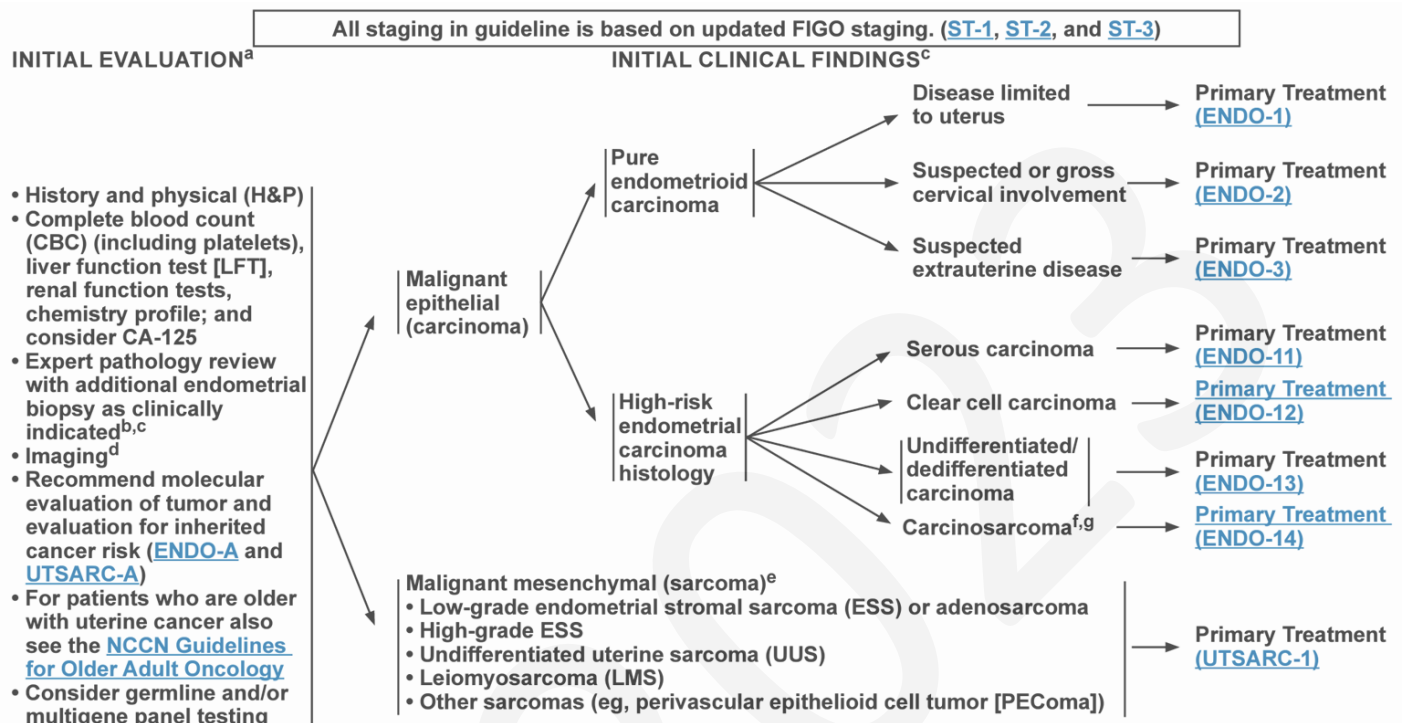 All staging in guideline is based on updated FIGO staging. (ST-1, ST-2, and ST-3)
INITIAL EVALUATIONa
INITIAL CLINICAL FINDINGSc
• History and physical (H&P)
• Complete blood count
(CBC) (including platelets),
liver function test [LFT],
renal function tests,
chemistry profile; and
consider CA-125
• Expert pathology review
with additional endometrial
biopsy as clinically
indicatedb,c
• Imagingd
• Recommend molecular
evaluation of tumor and
evaluation for inherited
cancer risk (ENDO-A and
UTSARC-A)
• For patients who are older
with uterine cancer also
see the NCCN Guidelines
for Older Adult Oncology
• Consider germline and/or
multigene panel testing
Malignant
epithelial
(carcinoma)
Pure
endometrioid
carcinoma
Disease limited
to uterus
Primary Treatment
(ENDO-1)
Suspected or gross
cervical involvement
Primary Treatment
(ENDO-2)
Suspected
extrauterine disease
Primary Treatment
(ENDO-3)
High-risk
endometrial
carcinoma
histology
Serous carcinoma
Primary Treatment
(ENDO-11)
Clear cell carcinoma
Primary Treatment
(ENDO-12)
Undifferentiated/
dedifferentiated
carcinoma
Primary Treatment
(ENDO-13)
Carcinosarcomaf,g
Primary Treatment
(ENDO-14)
Malignant mesenchymal (sarcoma)e
• Low-grade endometrial stromal sarcoma (ESS) or adenosarcoma
• High-grade ESS
• Undifferentiated uterine sarcoma (UUS)
• Leiomyosarcoma (LMS)
• Other sarcomas (eg, perivascular epithelioid cell tumor [PEComa])
Primary Treatment
(UTSARC-1)
2023